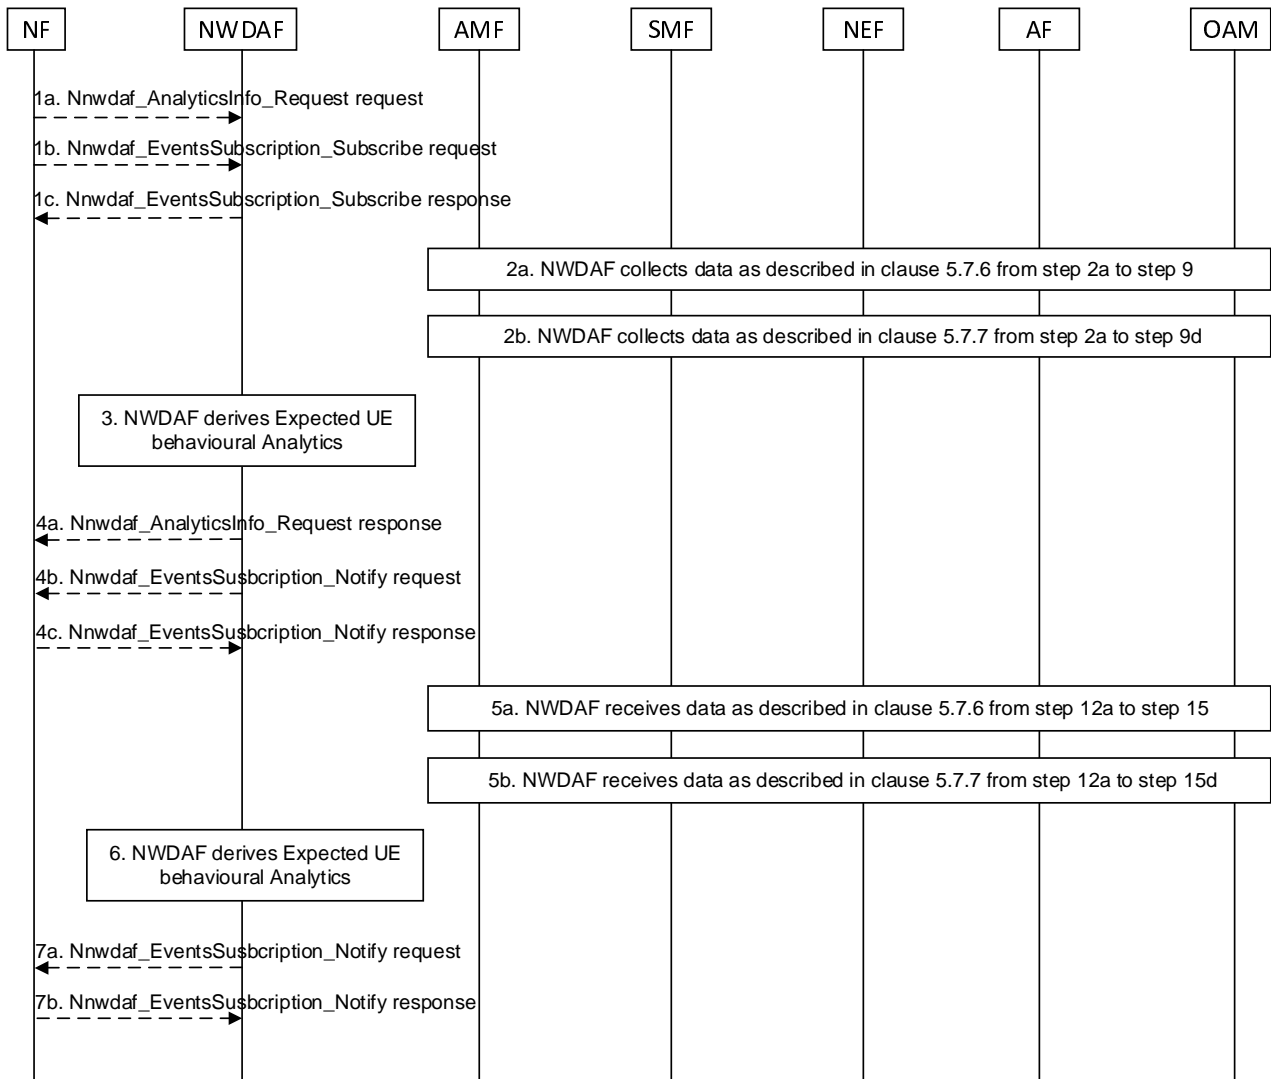 NF NWDAF AMF SMF NEF AF OAM
1a. Nnwdaf_AnalyticsInfo_Request request
1b. Nnwdaf_EventsSubscription_Subscribe request
1c. Nnwdaf_EventsSubscription_Subscribe response
2a. NWDAF collects data as described in clause 5.7.6 from step 2a to step 9
2b. NWDAF collects data as described in clause 5.7.7 from step 2a to step 9d
3. NWDAF derives Expected UE
behavioural Analytics
4a. Nnwdaf_AnalyticsInfo_Request response
4b. Nnwdaf_EventsSusbcription_Notify request
4c. Nnwdaf_EventsSusbcription_Notify response
5a. NWDAF receives data as described in clause 5.7.6 from step 12a to step 15
5b. NWDAF receives data as described in clause 5.7.7 from step 12a to step 15d
6. NWDAF derives Expected UE
behavioural Analytics
7a. Nnwdaf_EventsSusbcription_Notify request
7b. Nnwdaf_EventsSusbcription_Notify response